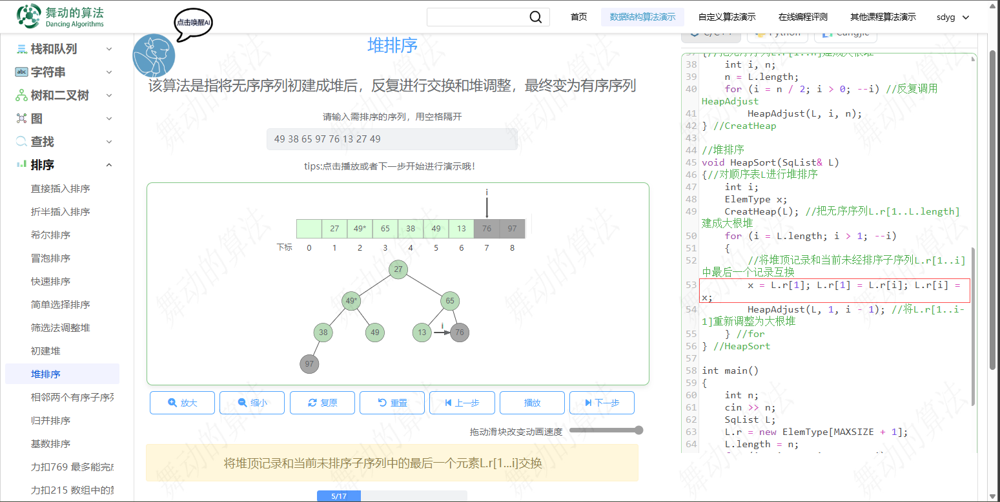 舞动的算法
Dancing Algorithms
点击唤醒AI
首页
数据结构算法演示
自定义算法演示
在线编程评测
其他课程算法演示
sdyg
栈和队列
abc 字符串
树和二叉树
图
查找
排序
直接插入排序
折半插入排序
希尔排序
冒泡排序
快速排序
简单选择排序
筛选法调整堆
初建堆
堆排序
相邻两个有序子序列
归并排序
基数排序
力扣769 最多能完成
力扣215 数组中的第
堆排序
该算法是指将无序序列初建成堆后，反复进行交换和堆调整，最终变为有序序列
请输入需排序的序列，用空格隔开
49 38 65 97 76 13 27 49
tips:点击播放或者下一步开始进行演示哦！
i
27 49* 65 38 49 13 76 97
下标 0 1 2 3 4 5 6 7 8
27
49* 65
38 49 13 i 76
97
放大
缩小
复原
重置
上一步
播放
下一步
拖动滑块改变动画速度
将堆顶记录和当前未排序子序列中的最后一个元素L.r[1...i]交换
5/17
C/C++
Python
Cangjie
37 {//把无序序列L.r[1..n]建成大根堆
38 int i, n;
39 n = L.length;
40 for (i = n / 2; i > 0; --i) //反复调用
HeapAdjust
41 HeapAdjust(L, i, n);
42 } //CreatHeap
43
44 //堆排序
45 void HeapSort(SqList& L)
46 {//对顺序表L进行堆排序
47 int i;
48 ElemType x;
49 CreatHeap(L); //把无序序列L.r[1..L.length]
建成大根堆
50 for (i = L.length; i > 1; --i)
51 {
52 //将堆顶记录和当前未经排序子序列L.r[1..i]
中最后一个记录互换
53 x = L.r[1]; L.r[1] = L.r[i]; L.r[i] =
x;
54 HeapAdjust(L, 1, i - 1); //将L.r[1..i-
1]重新调整为大根堆
55 } //for
56 } //HeapSort
57
58 int main()
59 {
60 int n;
61 cin >> n;
62 SqList L;
63 L.r = new ElemType[MAXSIZE + 1];
64 L.length = n;